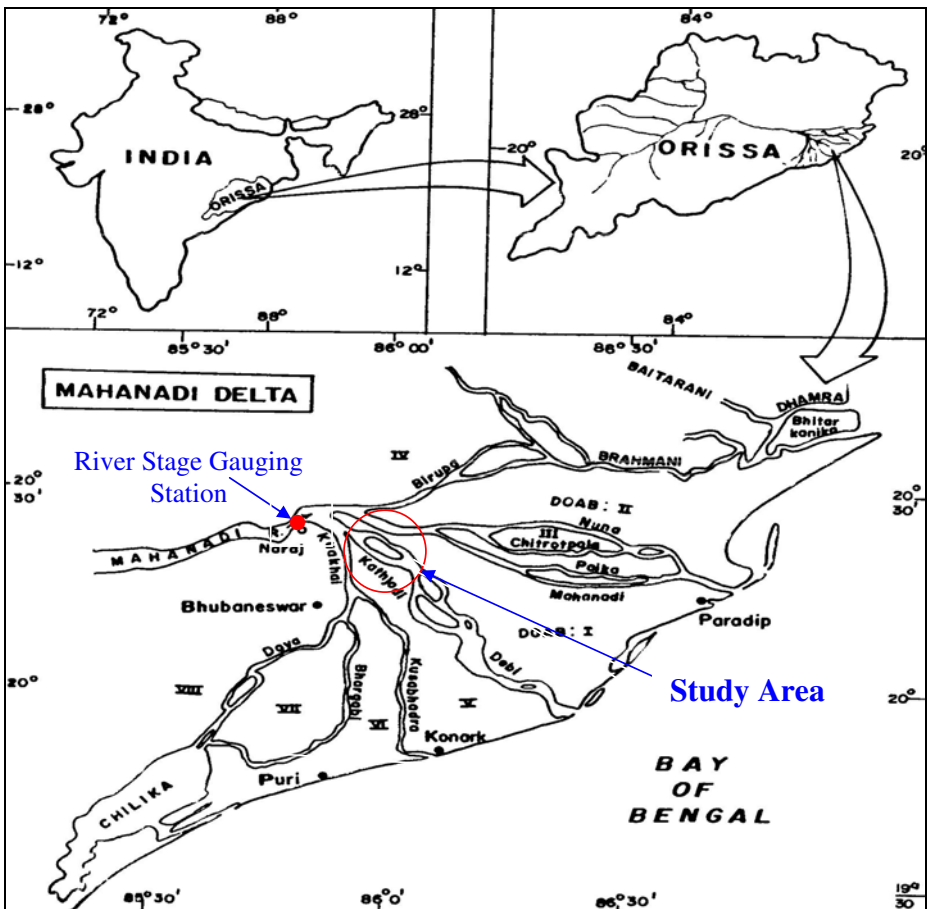 72°
88°
28°
28°
INDIA
ORISSA
12°
12°
72°
88°
84°
20°
ORISSA
20°
84°
85°30'
86°00'
86°30'
MAHANADI DELTA
BAITARANI
DHAMRA
Bhitar
kanika
IV
Birupa
BRAHMANI
River Stage Gauging
Station
20°
30'
20°
30'
DOAB: II
Nuna
III
Chitrotpala
Paika
Mahanadi
MAHANADI
R.
Naraj
Kuakhai
Kathjodi
Bhubaneswar
Paradip
DOAB: I
Debi
Daya
Bhargabi
Kusabhadra
20°
20°
VIII
VII
VI
V
Study Area
Konark
Puri
CHILIKA
BAY
OF
BENGAL
85°30'
86°0'
86°30'
19°
30